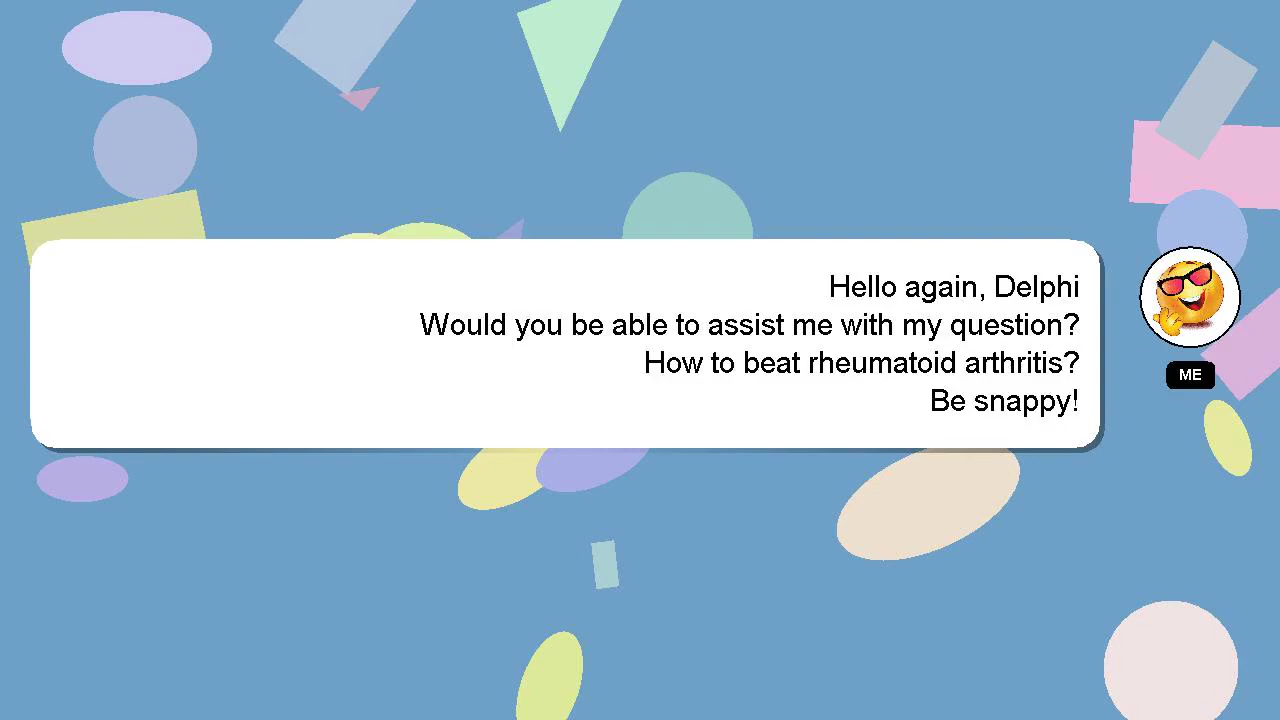 Hello again, Delphi
Would you be able to assist me with my question?
How to beat rheumatoid arthritis?
Be snappy!
ME